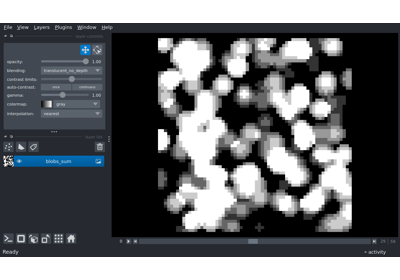 File View Layers Plugins Window Help
opacity: 1.00
blending: translucent_no_depth
contrast limits:
auto-contrast: once continuous
gamma: 1.00
colormap: gray
interpolation: nearest
blobs_sum
Ready
activity